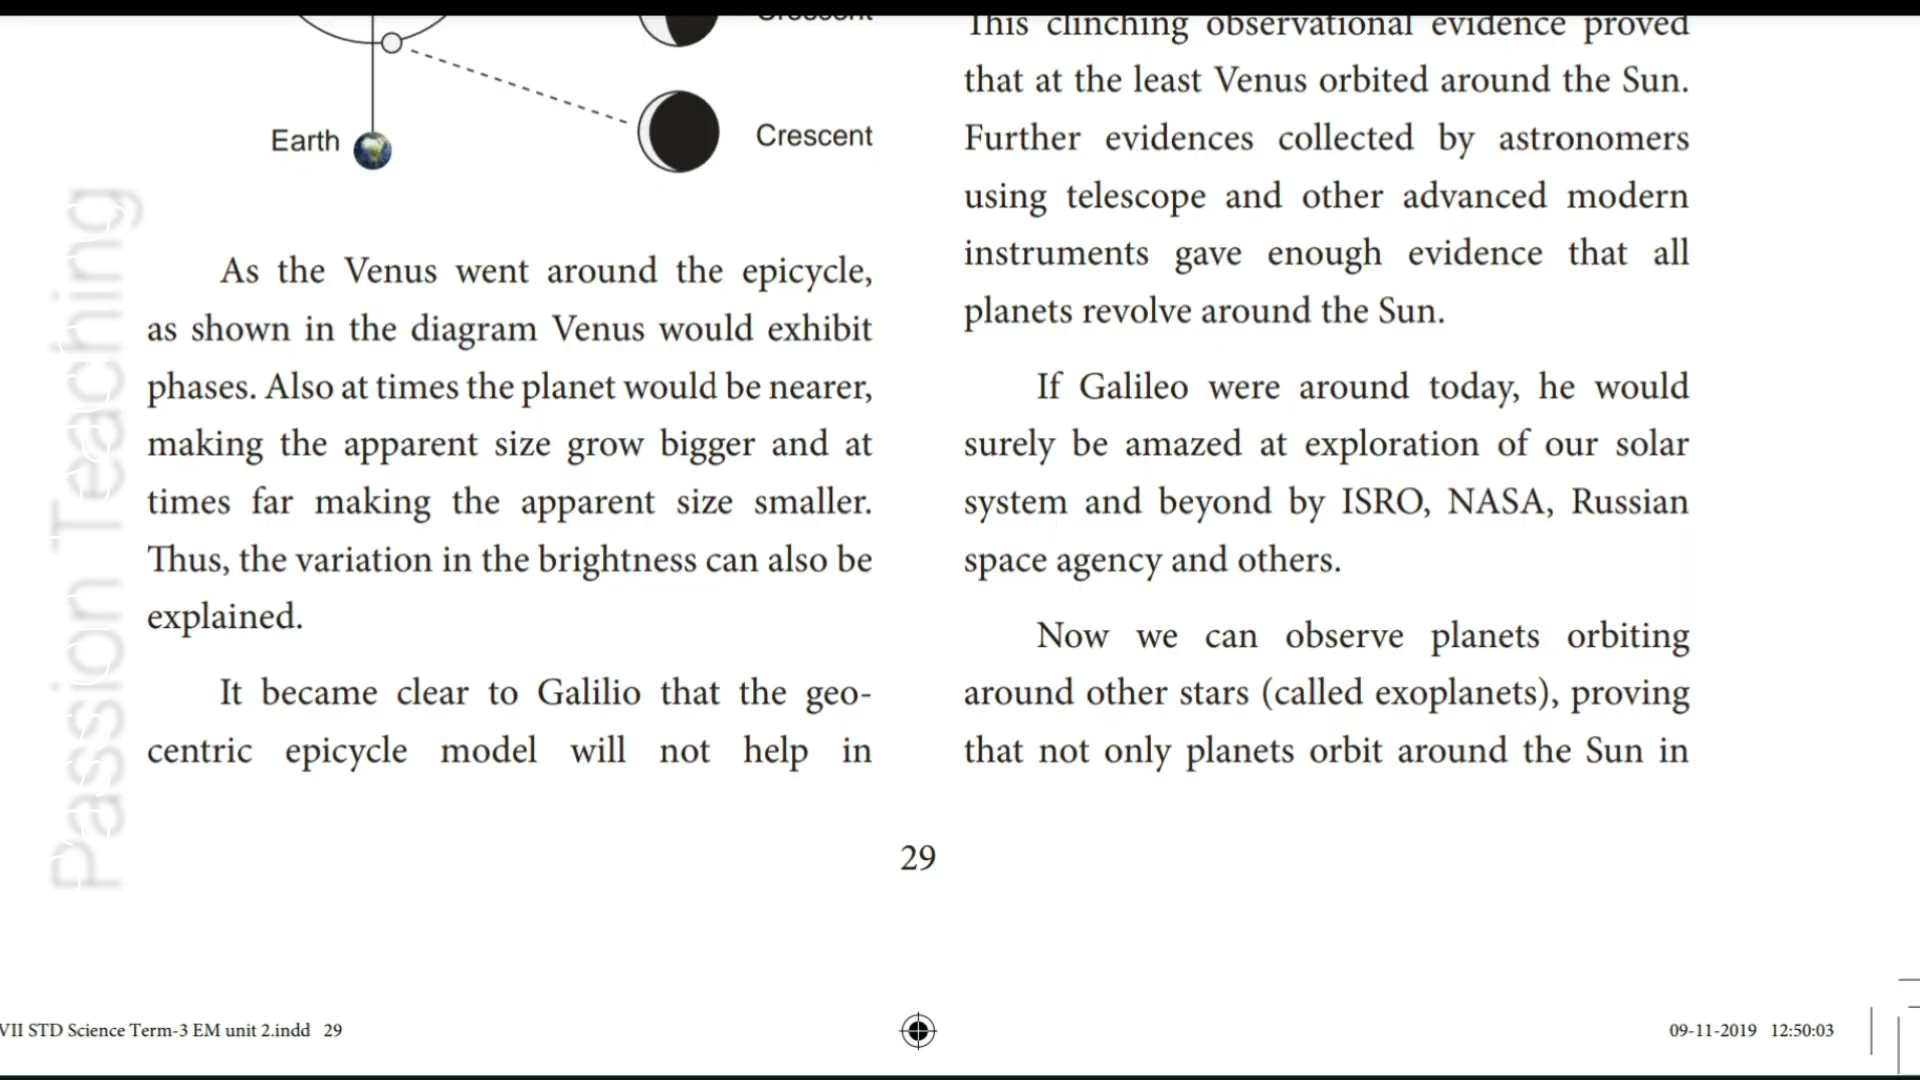 Crescent
Earth
Crescent
As the Venus went around the epicycle,
as shown in the diagram Venus would exhibit
phases. Also at times the planet would be nearer,
making the apparent size grow bigger and at
times far making the apparent size smaller.
Thus, the variation in the brightness can also be
explained.
It became clear to Galilio that the geo-
centric epicycle model will not help in
This clinching observational evidence proved
that at the least Venus orbited around the Sun.
Further evidences collected by astronomers
using telescope and other advanced modern
instruments gave enough evidence that all
planets revolve around the Sun.
If Galileo were around today, he would
surely be amazed at exploration of our solar
system and beyond by ISRO, NASA, Russian
space agency and others.
Now we can observe planets orbiting
around other stars (called exoplanets), proving
that not only planets orbit around the Sun in
29
VII STD Science Term-3 EM unit 2.indd 29
09-11-2019 12:50:03
Passion Teaching